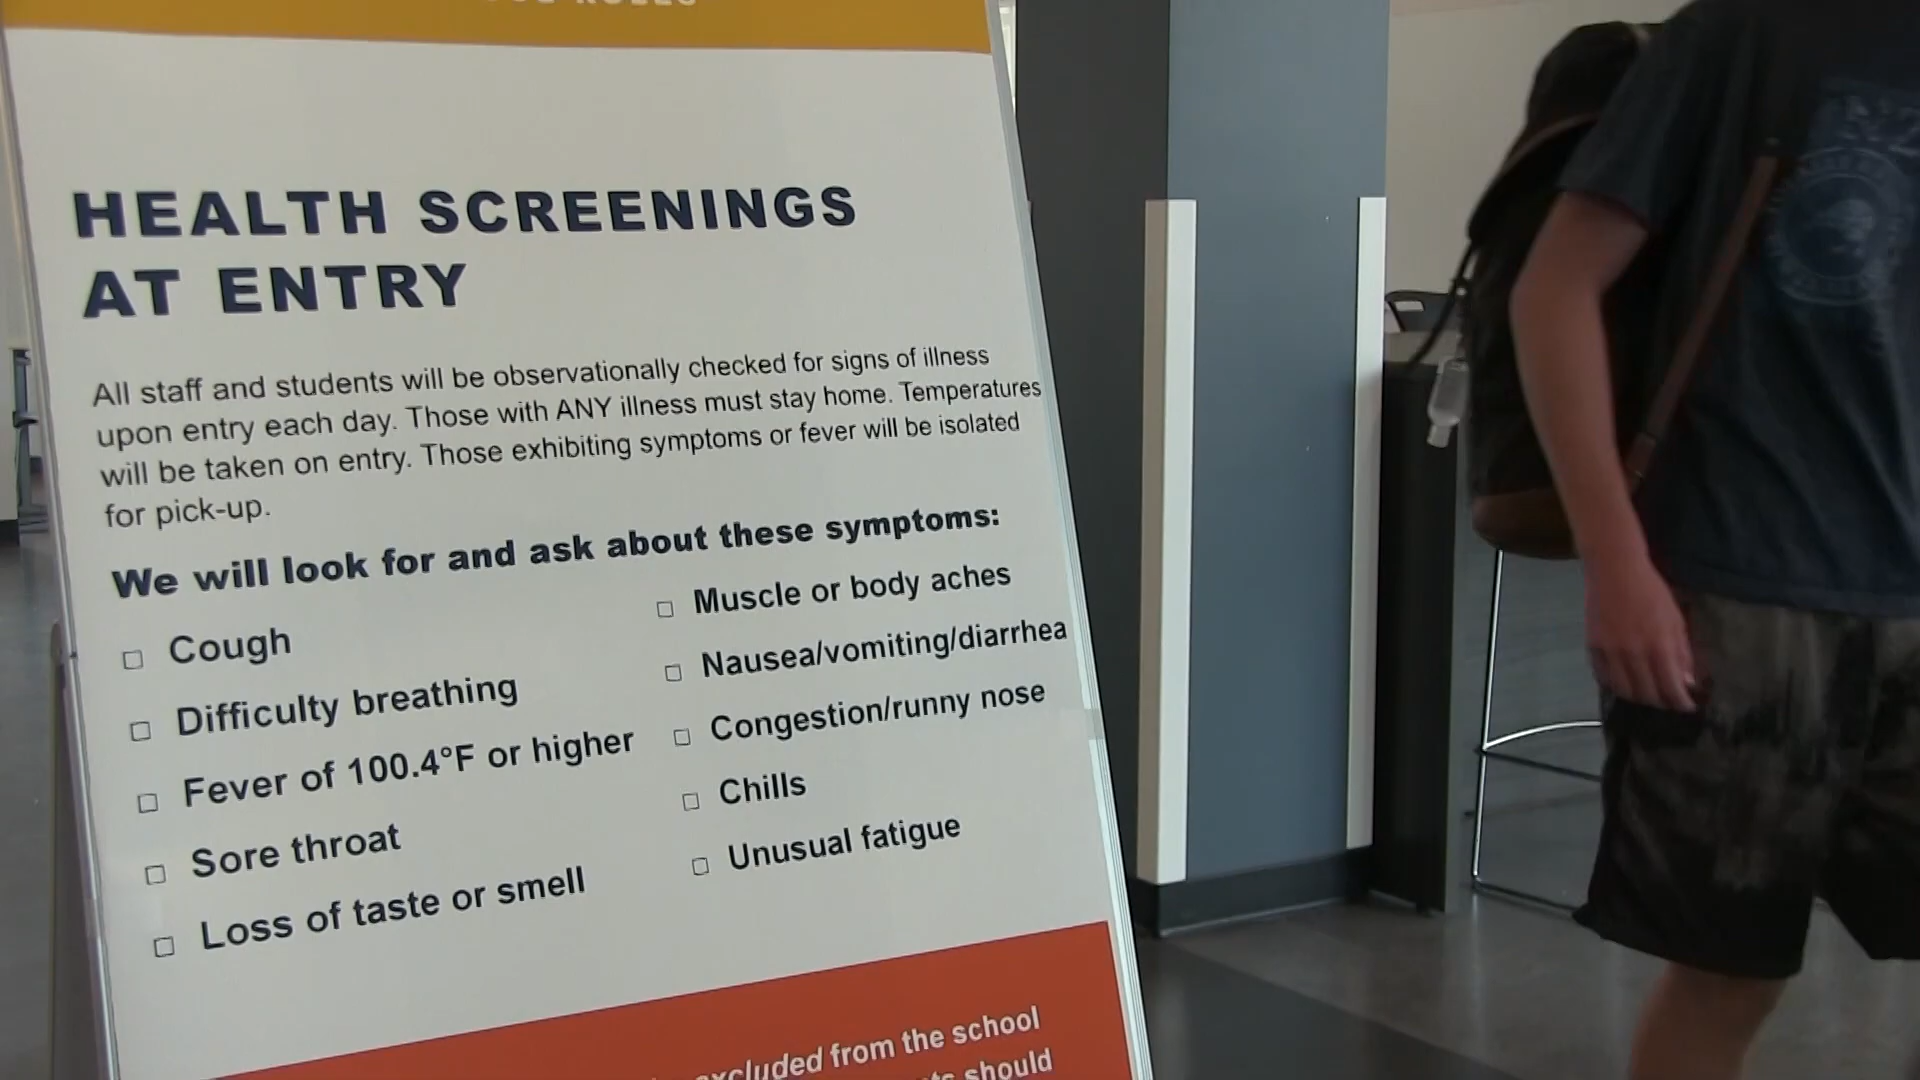 HEALTH SCREENINGS
AT ENTRY
All staff and students will be observationally checked for signs of illness
upon entry each day. Those with ANY illness must stay home. Temperatures
will be taken on entry. Those exhibiting symptoms or fever will be isolated
for pick-up.
We will look for and ask about these symptoms:
□ Cough
□ Difficulty breathing
□ Fever of 100.4°F or higher
□ Sore throat
□ Loss of taste or smell
□ Muscle or body aches
□ Nausea/vomiting/diarrhea
□ Congestion/runny nose
□ Chills
□ Unusual fatigue
excluded from the school
should